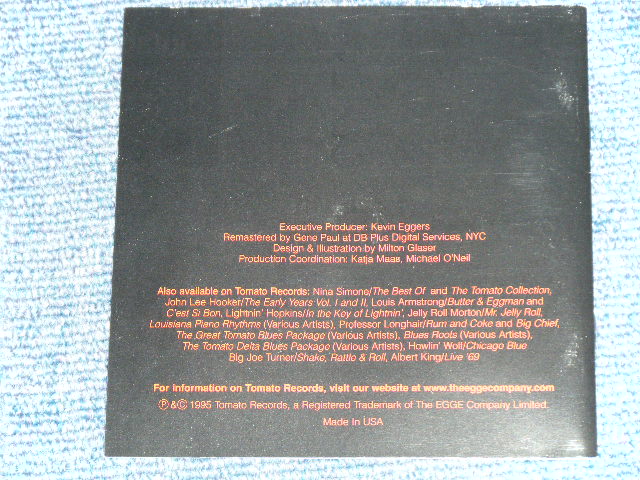 Executive Producer: Kevin Eggers
Remastered by Gene Paul at DB Plus Digital Services, NYC
Design & Illustration by Milton Glaser
Production Coordination: Katja Maas, Michael O'Neil
Also available on Tomato Records: Nina Simone/The Best Of and The Tomato Collection,
John Lee Hooker/The Early Years Vol. I and II, Louis Armstrong/Butter & Eggman and
C'est Si Bon, Lightnin' Hopkins/In the Key of Lightnin', Jelly Roll Morton/Mr. Jelly Roll,
Louisiana Piano Rhythms (Various Artists), Professor Longhair/Rum and Coke and Big Chief,
The Great Tomato Blues Package (Various Artists), Blues Roots (Various Artists),
The Tomato Delta Blues Package (Various Artists), Howlin' Wolf/Chicago Blue
Big Joe Turner/Shake, Rattle & Roll, Albert King/Live '69
For information on Tomato Records, visit our website at www.theeggecompany.com
℗ &© 1995 Tomato Records, a Registered Trademark of The EGGE Company Limited.
Made In USA